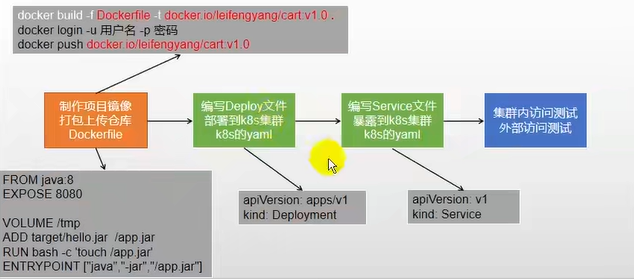 docker build -f Dockerfile -t docker.io/leifengyang/cart:v1.0 .
docker login -u 用户名 -p 密码
docker push docker.io/leifengyang/cart:v1.0
制作项目镜像
打包上传仓库
Dockerfile
编写Deploy文件
部署到k8s集群
k8s的yaml
编写Service文件
暴露到k8s集群
k8s的yaml
集群内访问测试
外部访问测试
FROM java:8
EXPOSE 8080
VOLUME /tmp
ADD target/hello.jar /app.jar
RUN bash -c 'touch /app.jar'
ENTRYPOINT ["java","-jar","/app.jar"]
apiVersion: apps/v1
kind: Deployment
apiVersion: v1
kind: Service